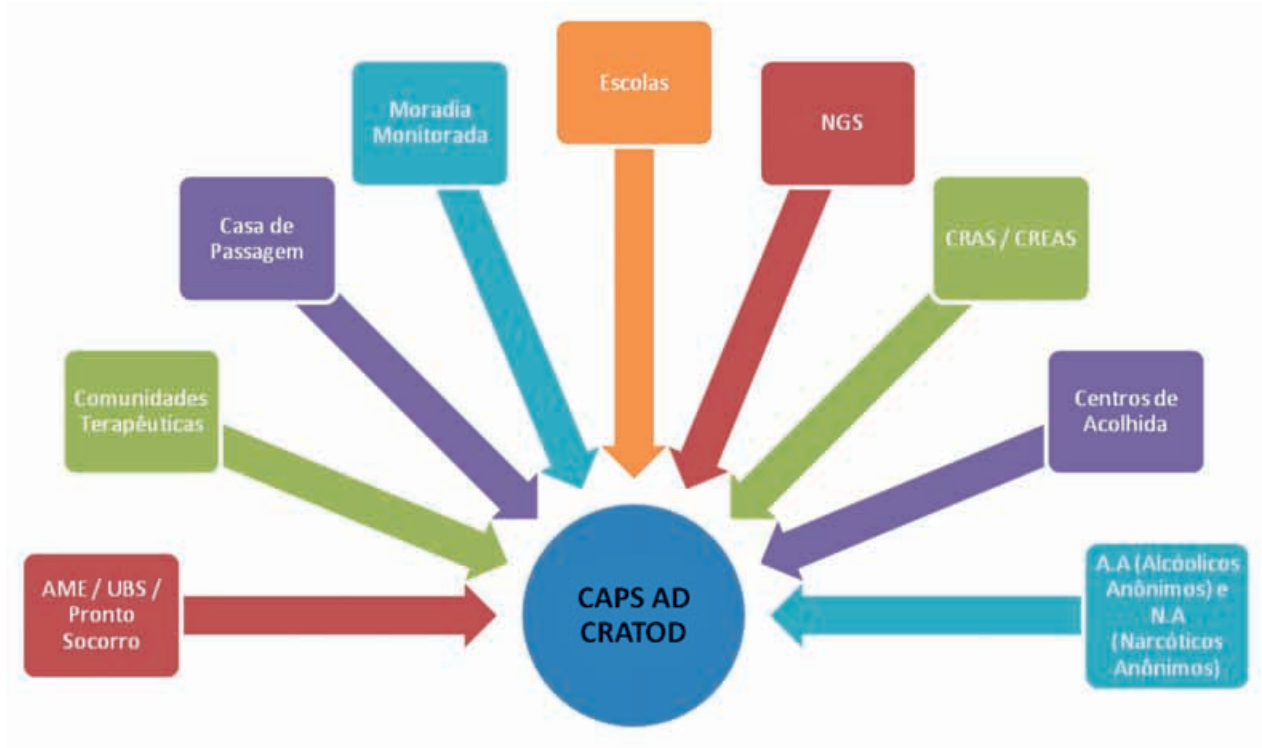 Escolas
Moradia
Monitorada
NGS
Casa de
Passagem
CRAS / CREAS
Comunidades
Terapêuticas
Centros de
Acolhida
AME / UBS /
Pronto
Socorro
CAPS AD
CRATOD
A.A (Alcóolicos
Anônimos) e
N.A
(Narcóticos
Anônimos)